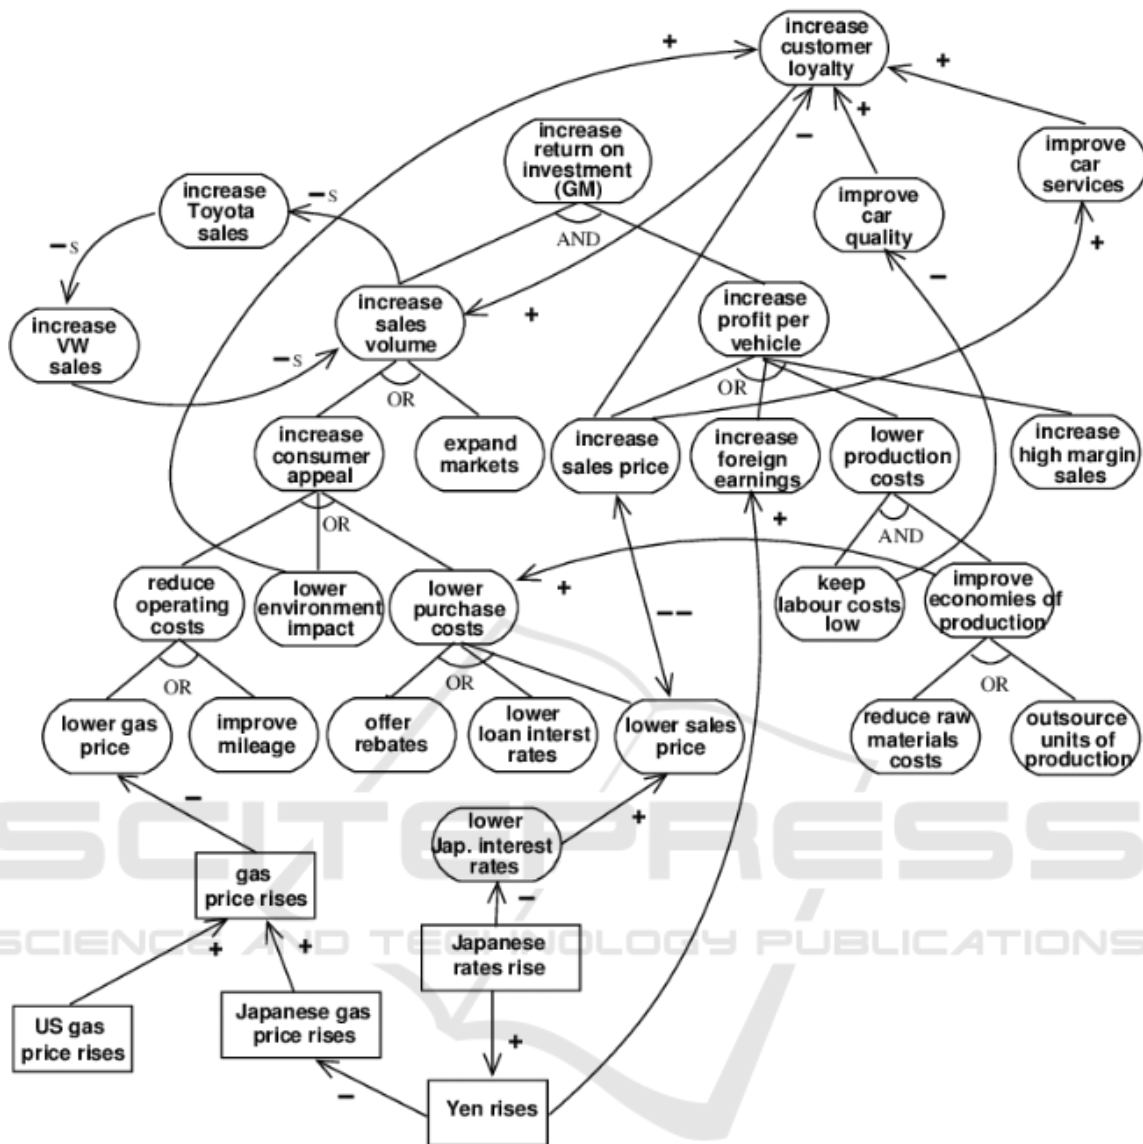 increase
customer
loyalty
+
+
+
−
increase
return on
investment
(GM)
AND
improve
car
services
+
increase
Toyota
sales
−S
−S
improve
car
quality
−
increase
VW
sales
−S
increase
sales
volume
+
increase
profit per
vehicle
OR
OR
increase
consumer
appeal
expand
markets
increase
sales price
increase
foreign
earnings
lower
production
costs
increase
high margin
sales
OR
+
AND
reduce
operating
costs
lower
environment
impact
lower
purchase
costs
+
−−
keep
labour costs
low
improve
economies of
production
OR
OR
OR
lower gas
price
improve
mileage
offer
rebates
lower
loan interst
rates
lower sales
price
reduce raw
materials
costs
outsource
units of
production
−
+
lower
Jap. interest
rates
SCITEPRESS
gas
price rises
−
SCIENCE AND TECHNOLOGY PUBLICATIONS
+
+
Japanese
rates rise
US gas
price rises
Japanese gas
price rises
+
−
Yen rises